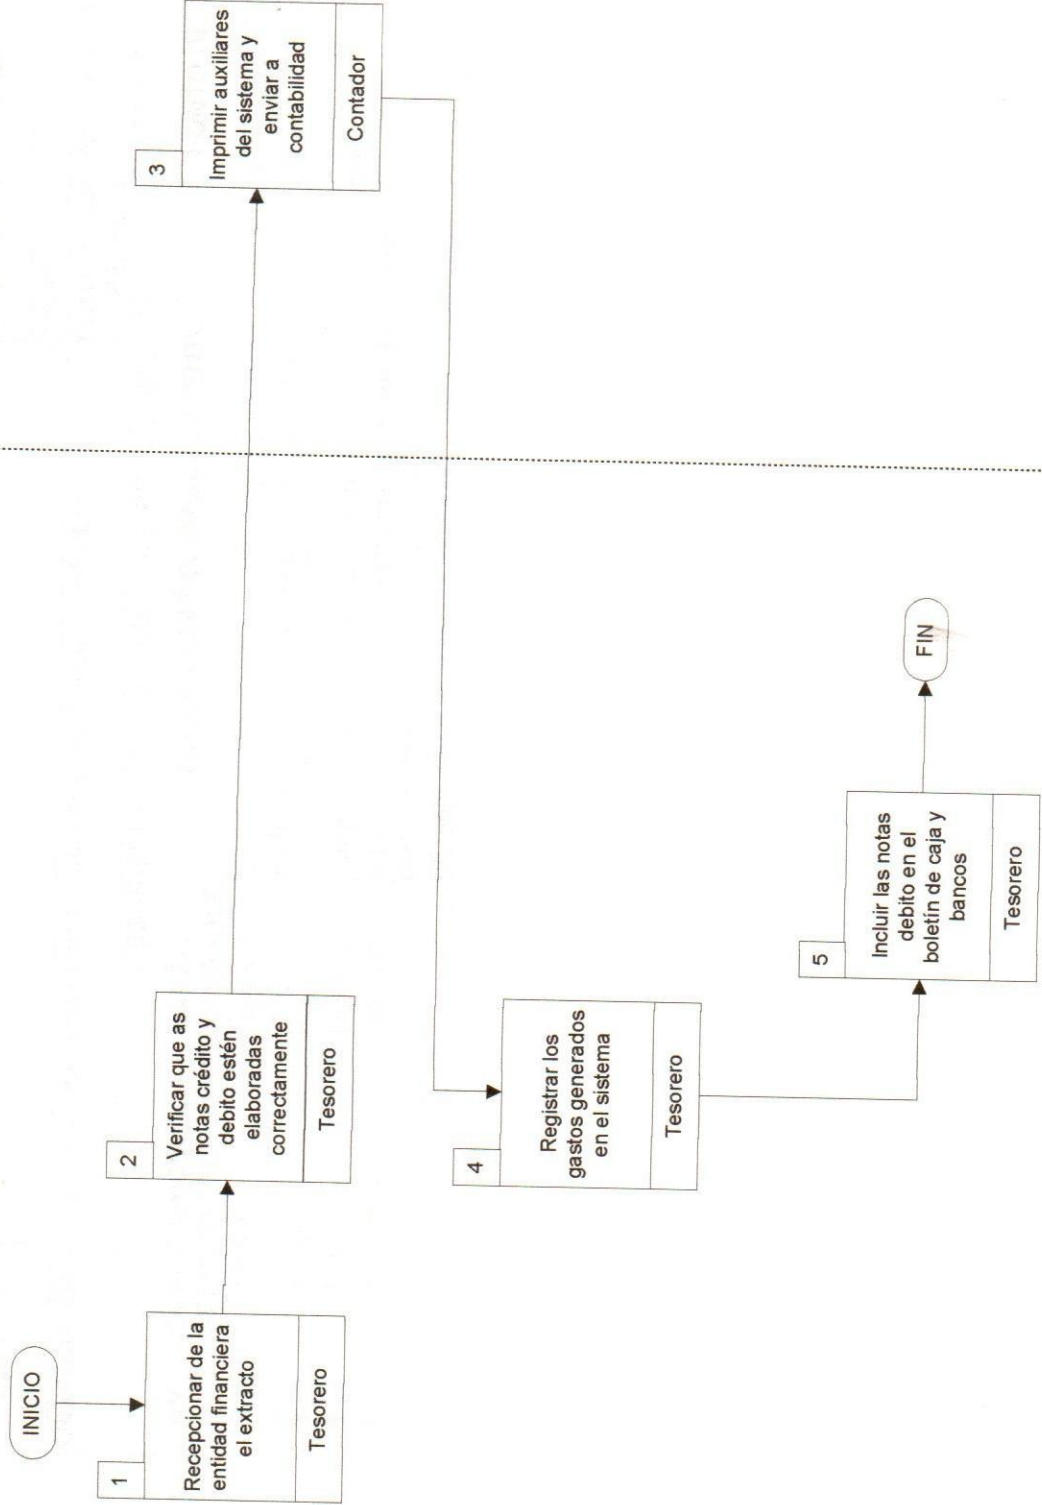 INICIO
1
Recepcionar de la
entidad financiera
el extracto
Tesorero
2
Verificar que as
notas crédito y
debito estén
elaboradas
correctamente
Tesorero
3
Imprimir auxiliares
del sistema y
enviar a
contabilidad
Contador
4
Registrar los
gastos generados
en el sistema
Tesorero
5
Incluir las notas
debito en el
boletín de caja y
bancos
Tesorero
FIN